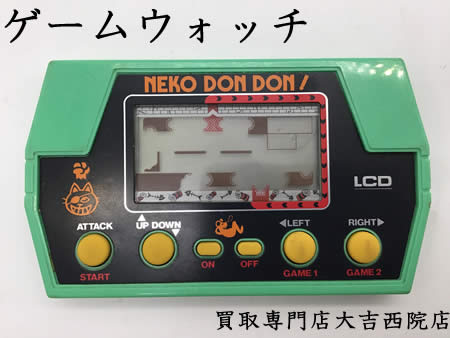 ゲームウォッチ
NEKO DON DON!
LCD
ATTACK
▲UP DOWN▼
◀LEFT
RIGHT▶
START
ON
OFF
GAME 1
GAME 2
買取専門店大吉西院店